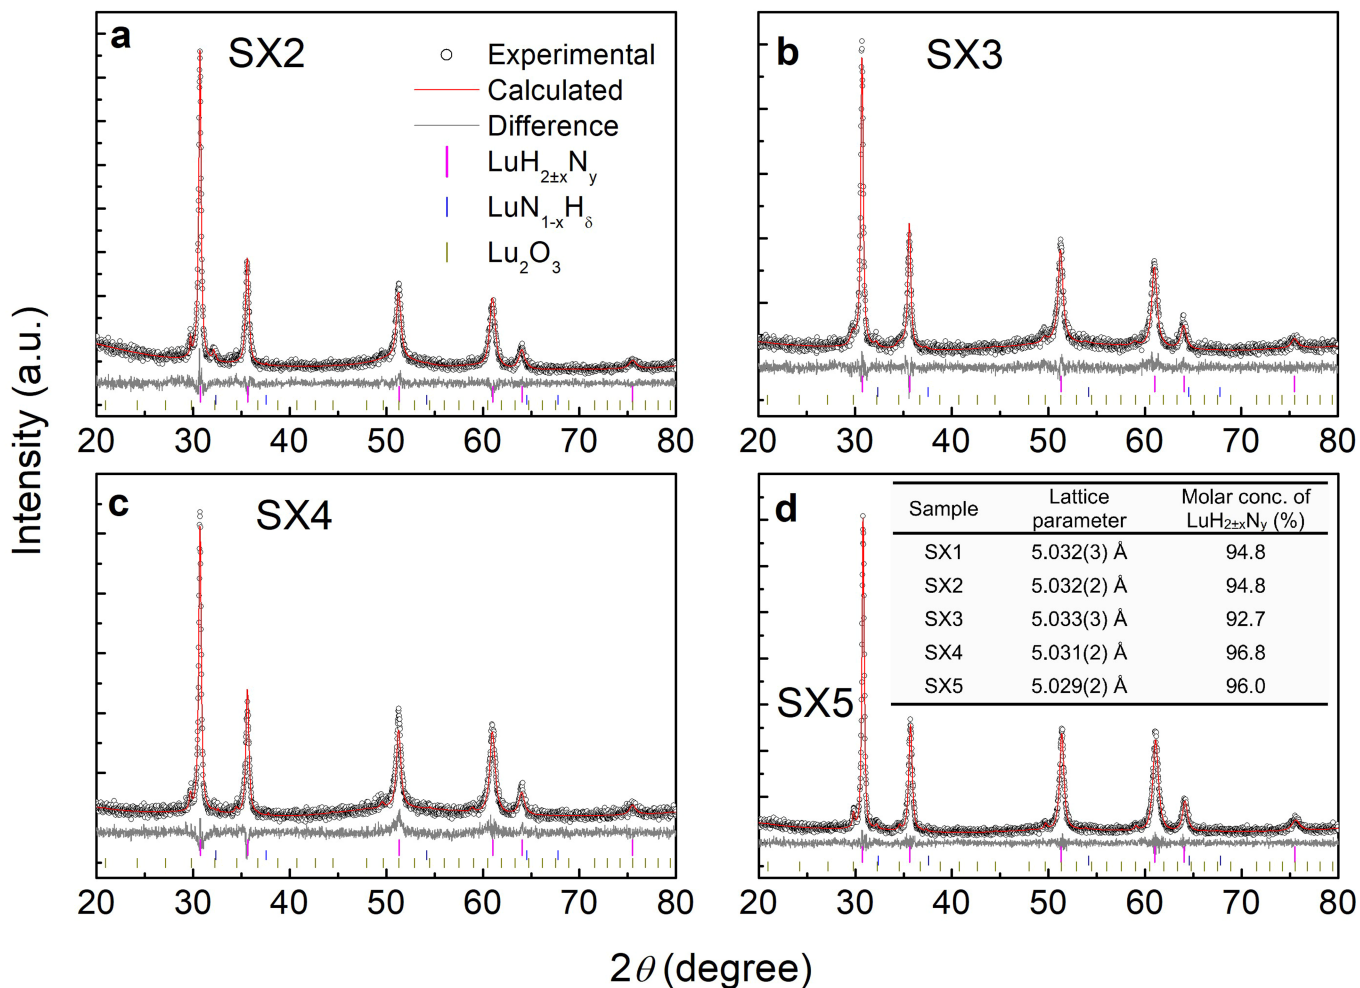 a
SX2
Experimental
Calculated
Difference
LuH2±xNy
LuN1-xHδ
Lu2O3
20 30 40 50 60 70 80
b
SX3
20 30 40 50 60 70 80
c
SX4
20 30 40 50 60 70 80
d
SX5
Sample Lattice parameter Molar conc. of LuH2±xNy (%)
SX1 5.032(3) Å 94.8
SX2 5.032(2) Å 94.8
SX3 5.033(3) Å 92.7
SX4 5.031(2) Å 96.8
SX5 5.029(2) Å 96.0
20 30 40 50 60 70 80
Intensity (a.u.)
2θ (degree)